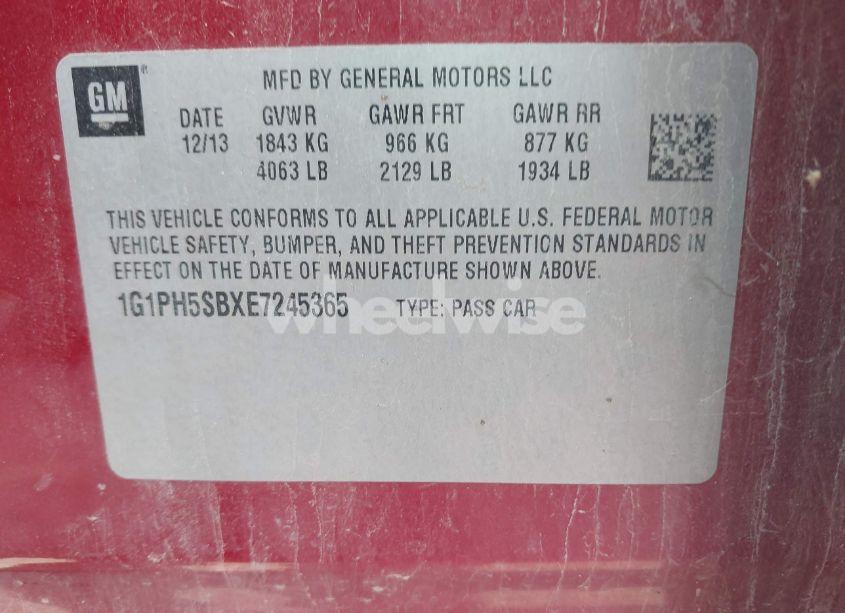 GM
MFD BY GENERAL MOTORS LLC
DATE GVWR GAWR FRT GAWR RR
12/13 1843 KG 966 KG 877 KG
4063 LB 2129 LB 1934 LB
THIS VEHICLE CONFORMS TO ALL APPLICABLE U.S. FEDERAL MOTOR
VEHICLE SAFETY, BUMPER, AND THEFT PREVENTION STANDARDS IN
EFFECT ON THE DATE OF MANUFACTURE SHOWN ABOVE.
1G1PH5SBXE7245365 TYPE: PASS CAR
wheelwise